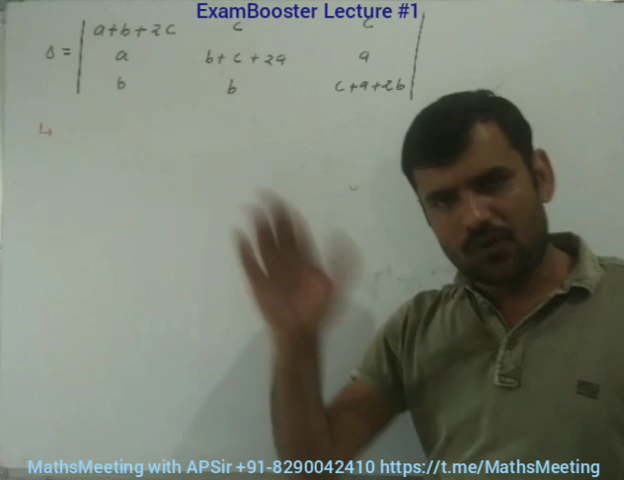 ExamBooster Lecture #1
a+b+2c c c
Δ = a b+c+2a a
b b c+a+2b
↳
MathsMeeting with APSir +91-8290042410 https://t.me/MathsMeeting